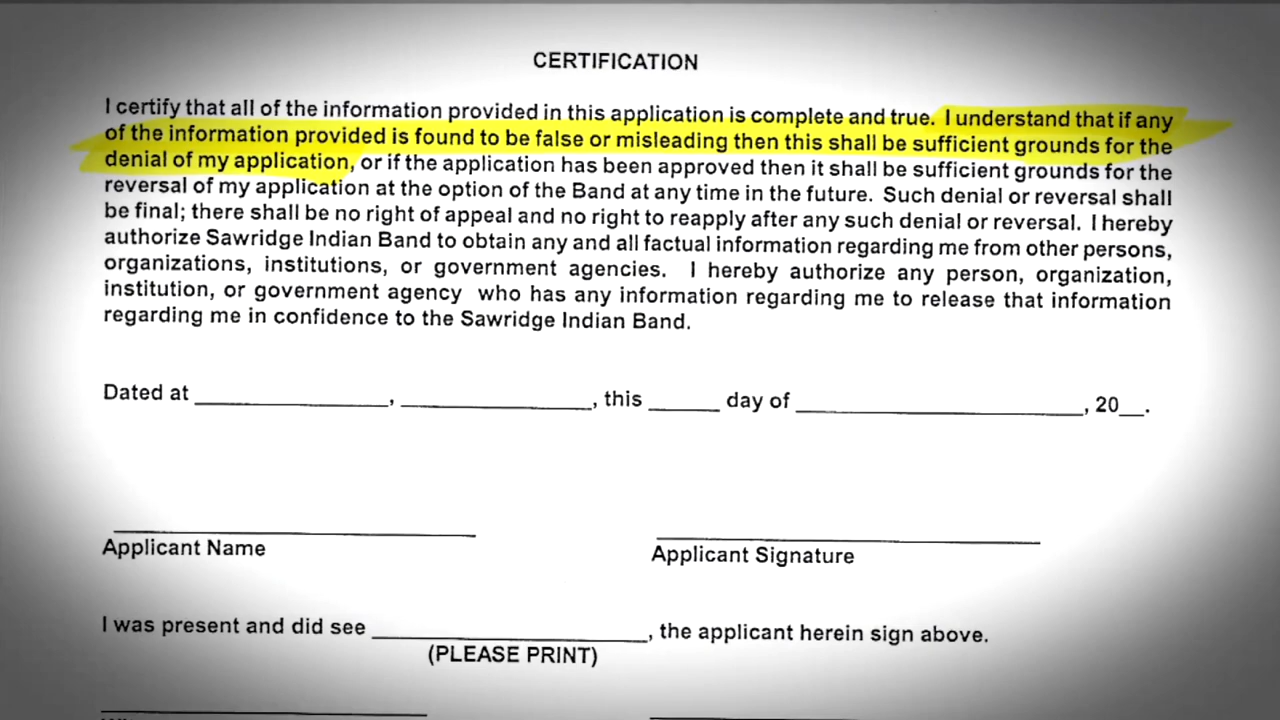 CERTIFICATION
I certify that all of the information provided in this application is complete and true. I understand that if any
of the information provided is found to be false or misleading then this shall be sufficient grounds for the
denial of my application, or if the application has been approved then it shall be sufficient grounds for the
reversal of my application at the option of the Band at any time in the future. Such denial or reversal shall
be final; there shall be no right of appeal and no right to reapply after any such denial or reversal. I hereby
authorize Sawridge Indian Band to obtain any and all factual information regarding me from other persons,
organizations, institutions, or government agencies. I hereby authorize any person, organization,
institution, or government agency who has any information regarding me to release that information
regarding me in confidence to the Sawridge Indian Band.
Dated at ______________, ______________, this _____ day of _____________________, 20__.
Applicant Name
Applicant Signature
I was present and did see ____________________, the applicant herein sign above.
(PLEASE PRINT)